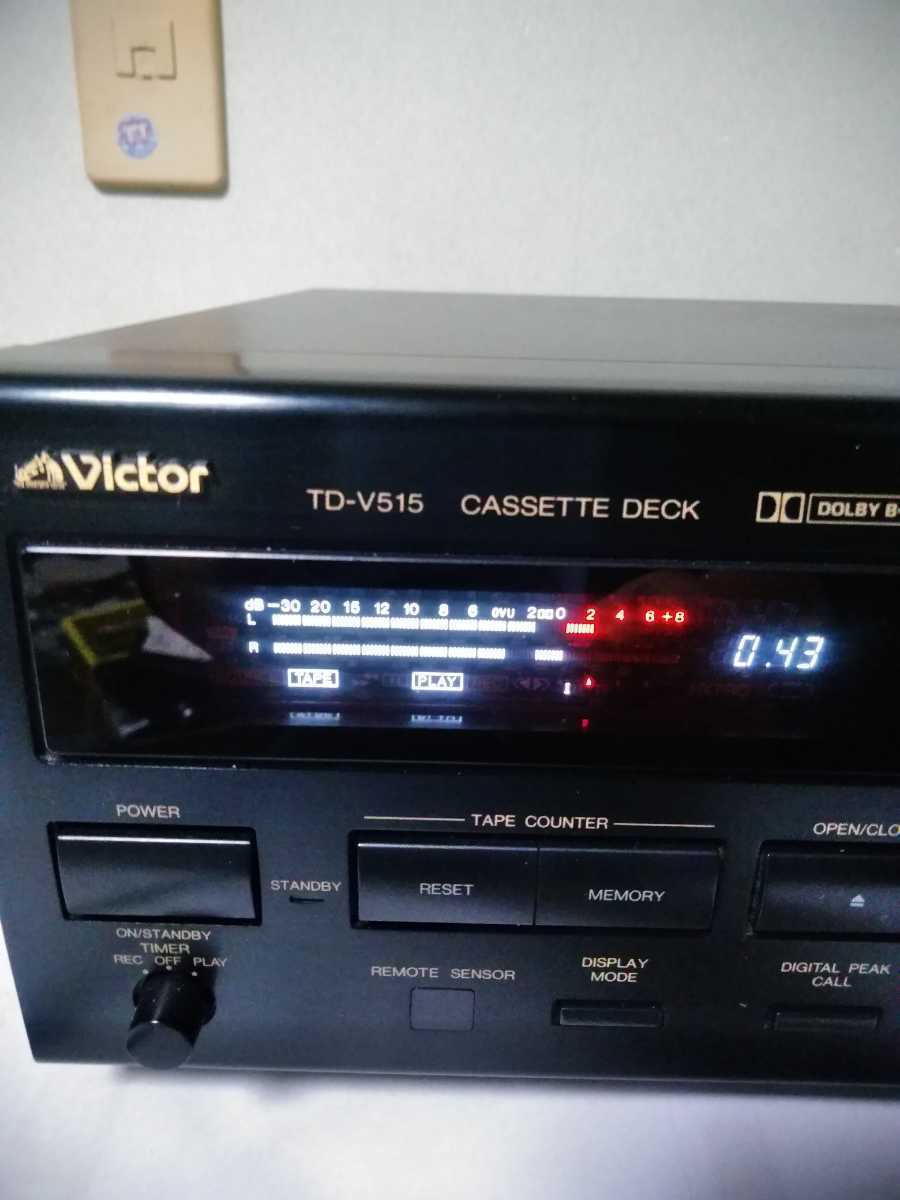 Victor
TD-V515 CASSETTE DECK DOLBY B
dB -30 20 15 12 10 8 6 0VU 2 0 2 4 6 +8
L
R
0.43
TAPE PLAY
POWER
TAPE COUNTER
OPEN/CLO
STANDBY
RESET
MEMORY
ON/STANDBY
TIMER
REC OFF PLAY
REMOTE SENSOR
DISPLAY
MODE
DIGITAL PEAK
CALL